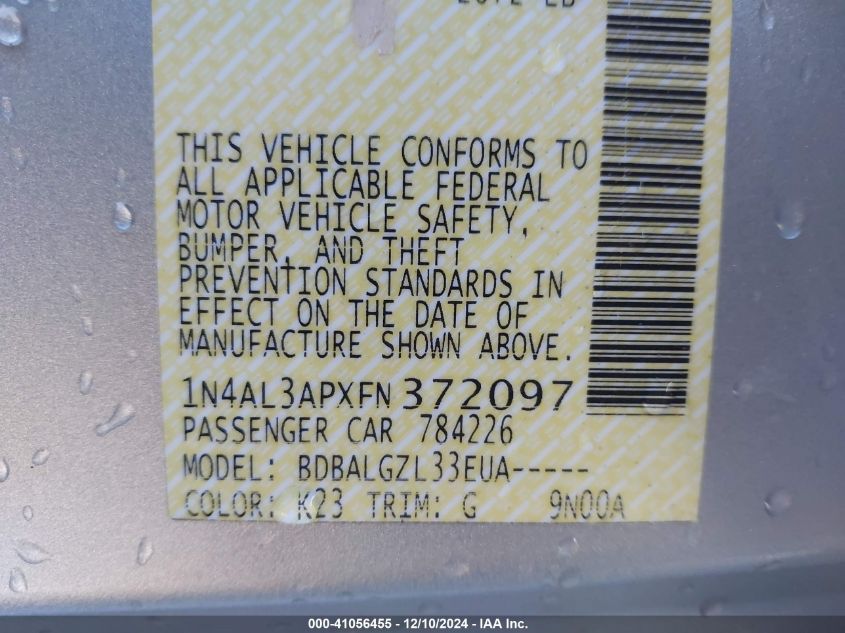 THIS VEHICLE CONFORMS TO
ALL APPLICABLE FEDERAL
MOTOR VEHICLE SAFETY,
BUMPER, AND THEFT
PREVENTION STANDARDS IN
EFFECT ON THE DATE OF
MANUFACTURE SHOWN ABOVE.
1N4AL3APXFN372097
PASSENGER CAR 784226
MODEL: BDBALGZL33EUA-----
COLOR: K23 TRIM: G 9N00A
000-41056455 - 12/10/2024 - IAA Inc.